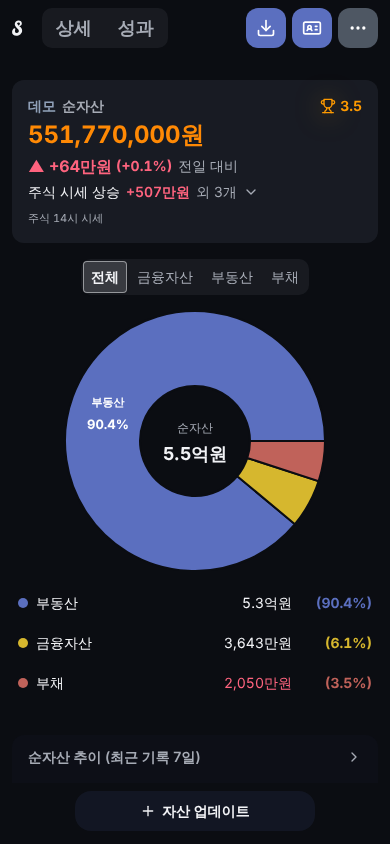 상세 성과
데모 순자산 3.5
551,770,000원
▲ +64만원 (+0.1%) 전일 대비
주식 시세 상승 +507만원 외 3개
주식 14시 시세
전체 금융자산 부동산 부채
부동산
90.4%
순자산
5.5억원
부동산 5.3억원 (90.4%)
금융자산 3,643만원 (6.1%)
부채 2,050만원 (3.5%)
순자산 추이 (최근 기록 7일)
+ 자산 업데이트